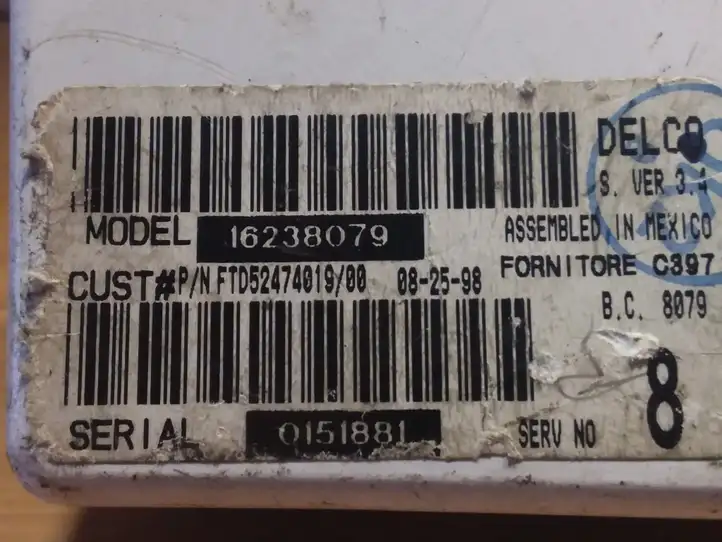 DELCO
S. VER 3.4
MODEL 16238079
ASSEMBLED IN MEXICO
CUST# P/N FTD52474019/00 08-25-98
FORNITORE C397
B.C. 8079
SERIAL 0151881
SERV NO 8